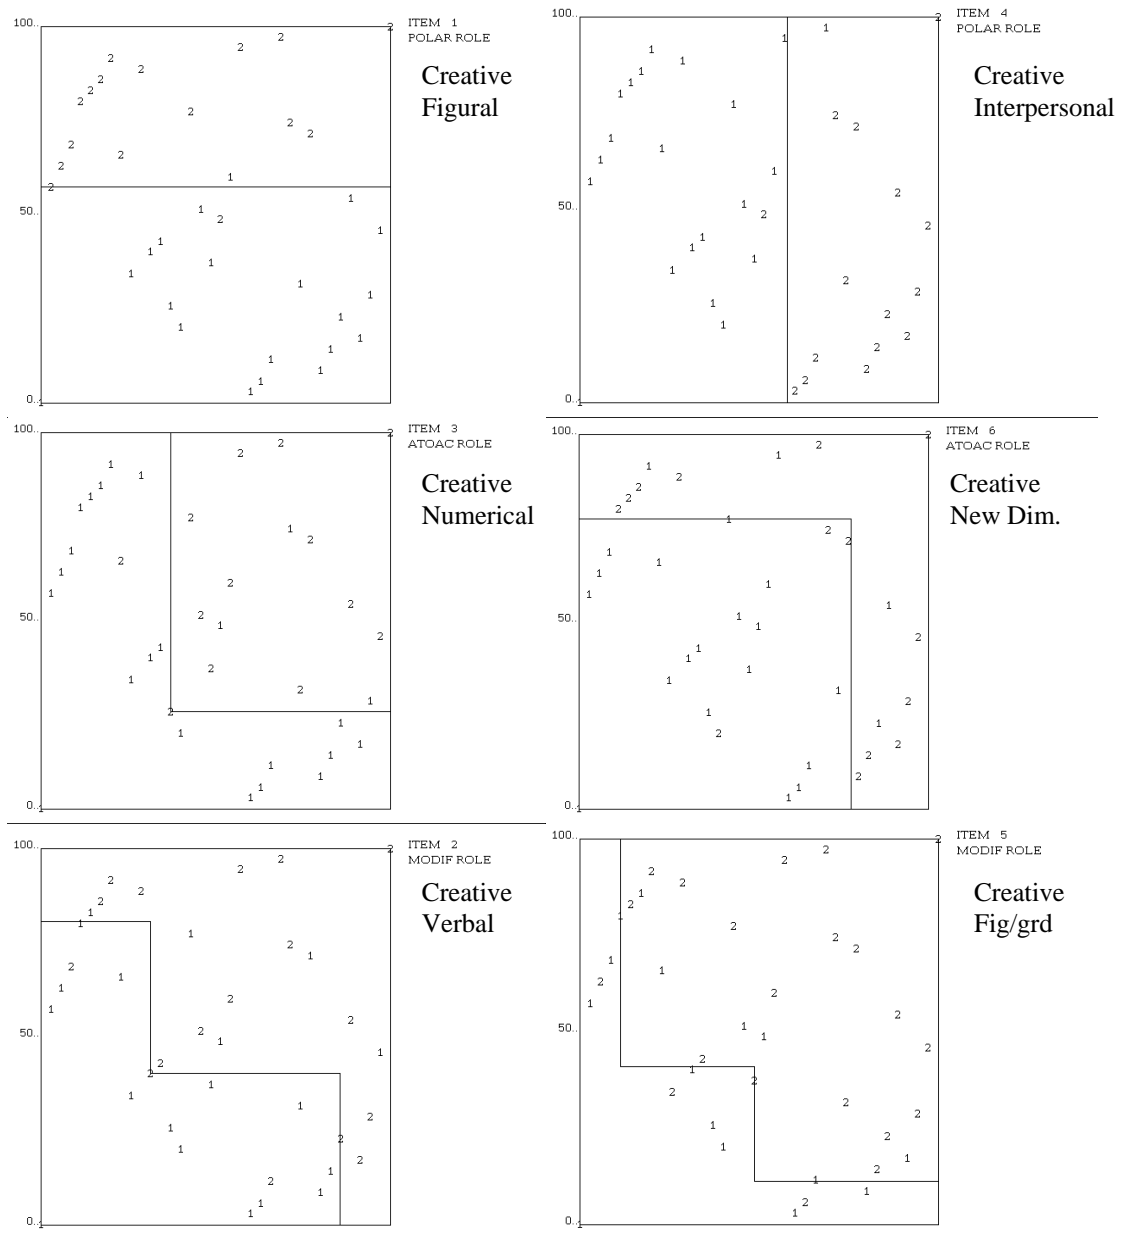 100..
50..
0..
ITEM 1
POLAR ROLE
Creative
Figural
100..
50..
0..
ITEM 4
POLAR ROLE
Creative
Interpersonal
100..
50..
0..
ITEM 3
ATOAC ROLE
Creative
Numerical
100..
50..
0..
ITEM 6
ATOAC ROLE
Creative
New Dim.
100..
50..
0..
ITEM 2
MODIF ROLE
Creative
Verbal
100..
50..
0..
ITEM 5
MODIF ROLE
Creative
Fig/grd